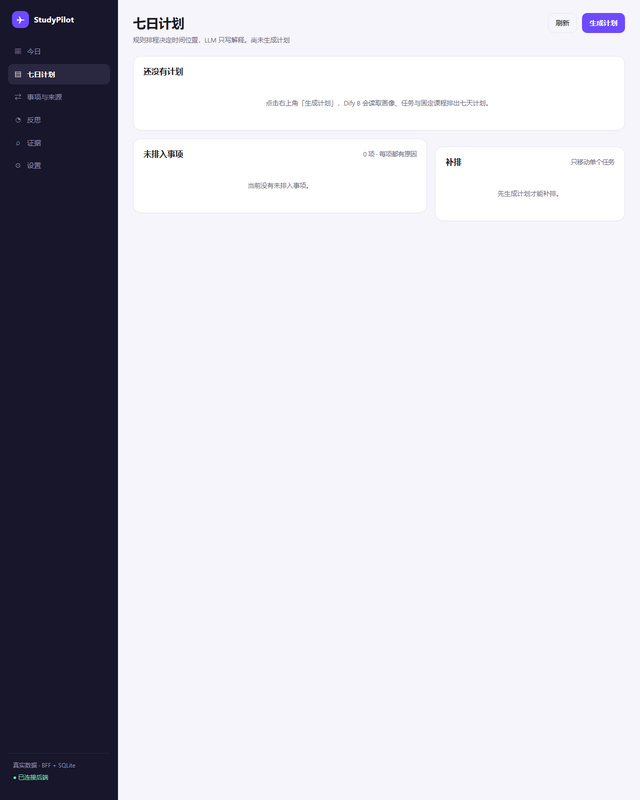 StudyPilot
今日
七日计划
事项与来源
反思
证据
设置
真实数据 · BFF + SQLite
已连接后端
七日计划
规则排程决定时间位置，LLM 只写解释。尚未生成计划
刷新
生成计划
还没有计划
点击右上角「生成计划」，Dify B 会读取画像、任务与固定课程排出七天计划。
未排入事项
0 项 · 每项都有原因
当前没有未排入事项。
补排
只移动单个任务
先生成计划才能补排。